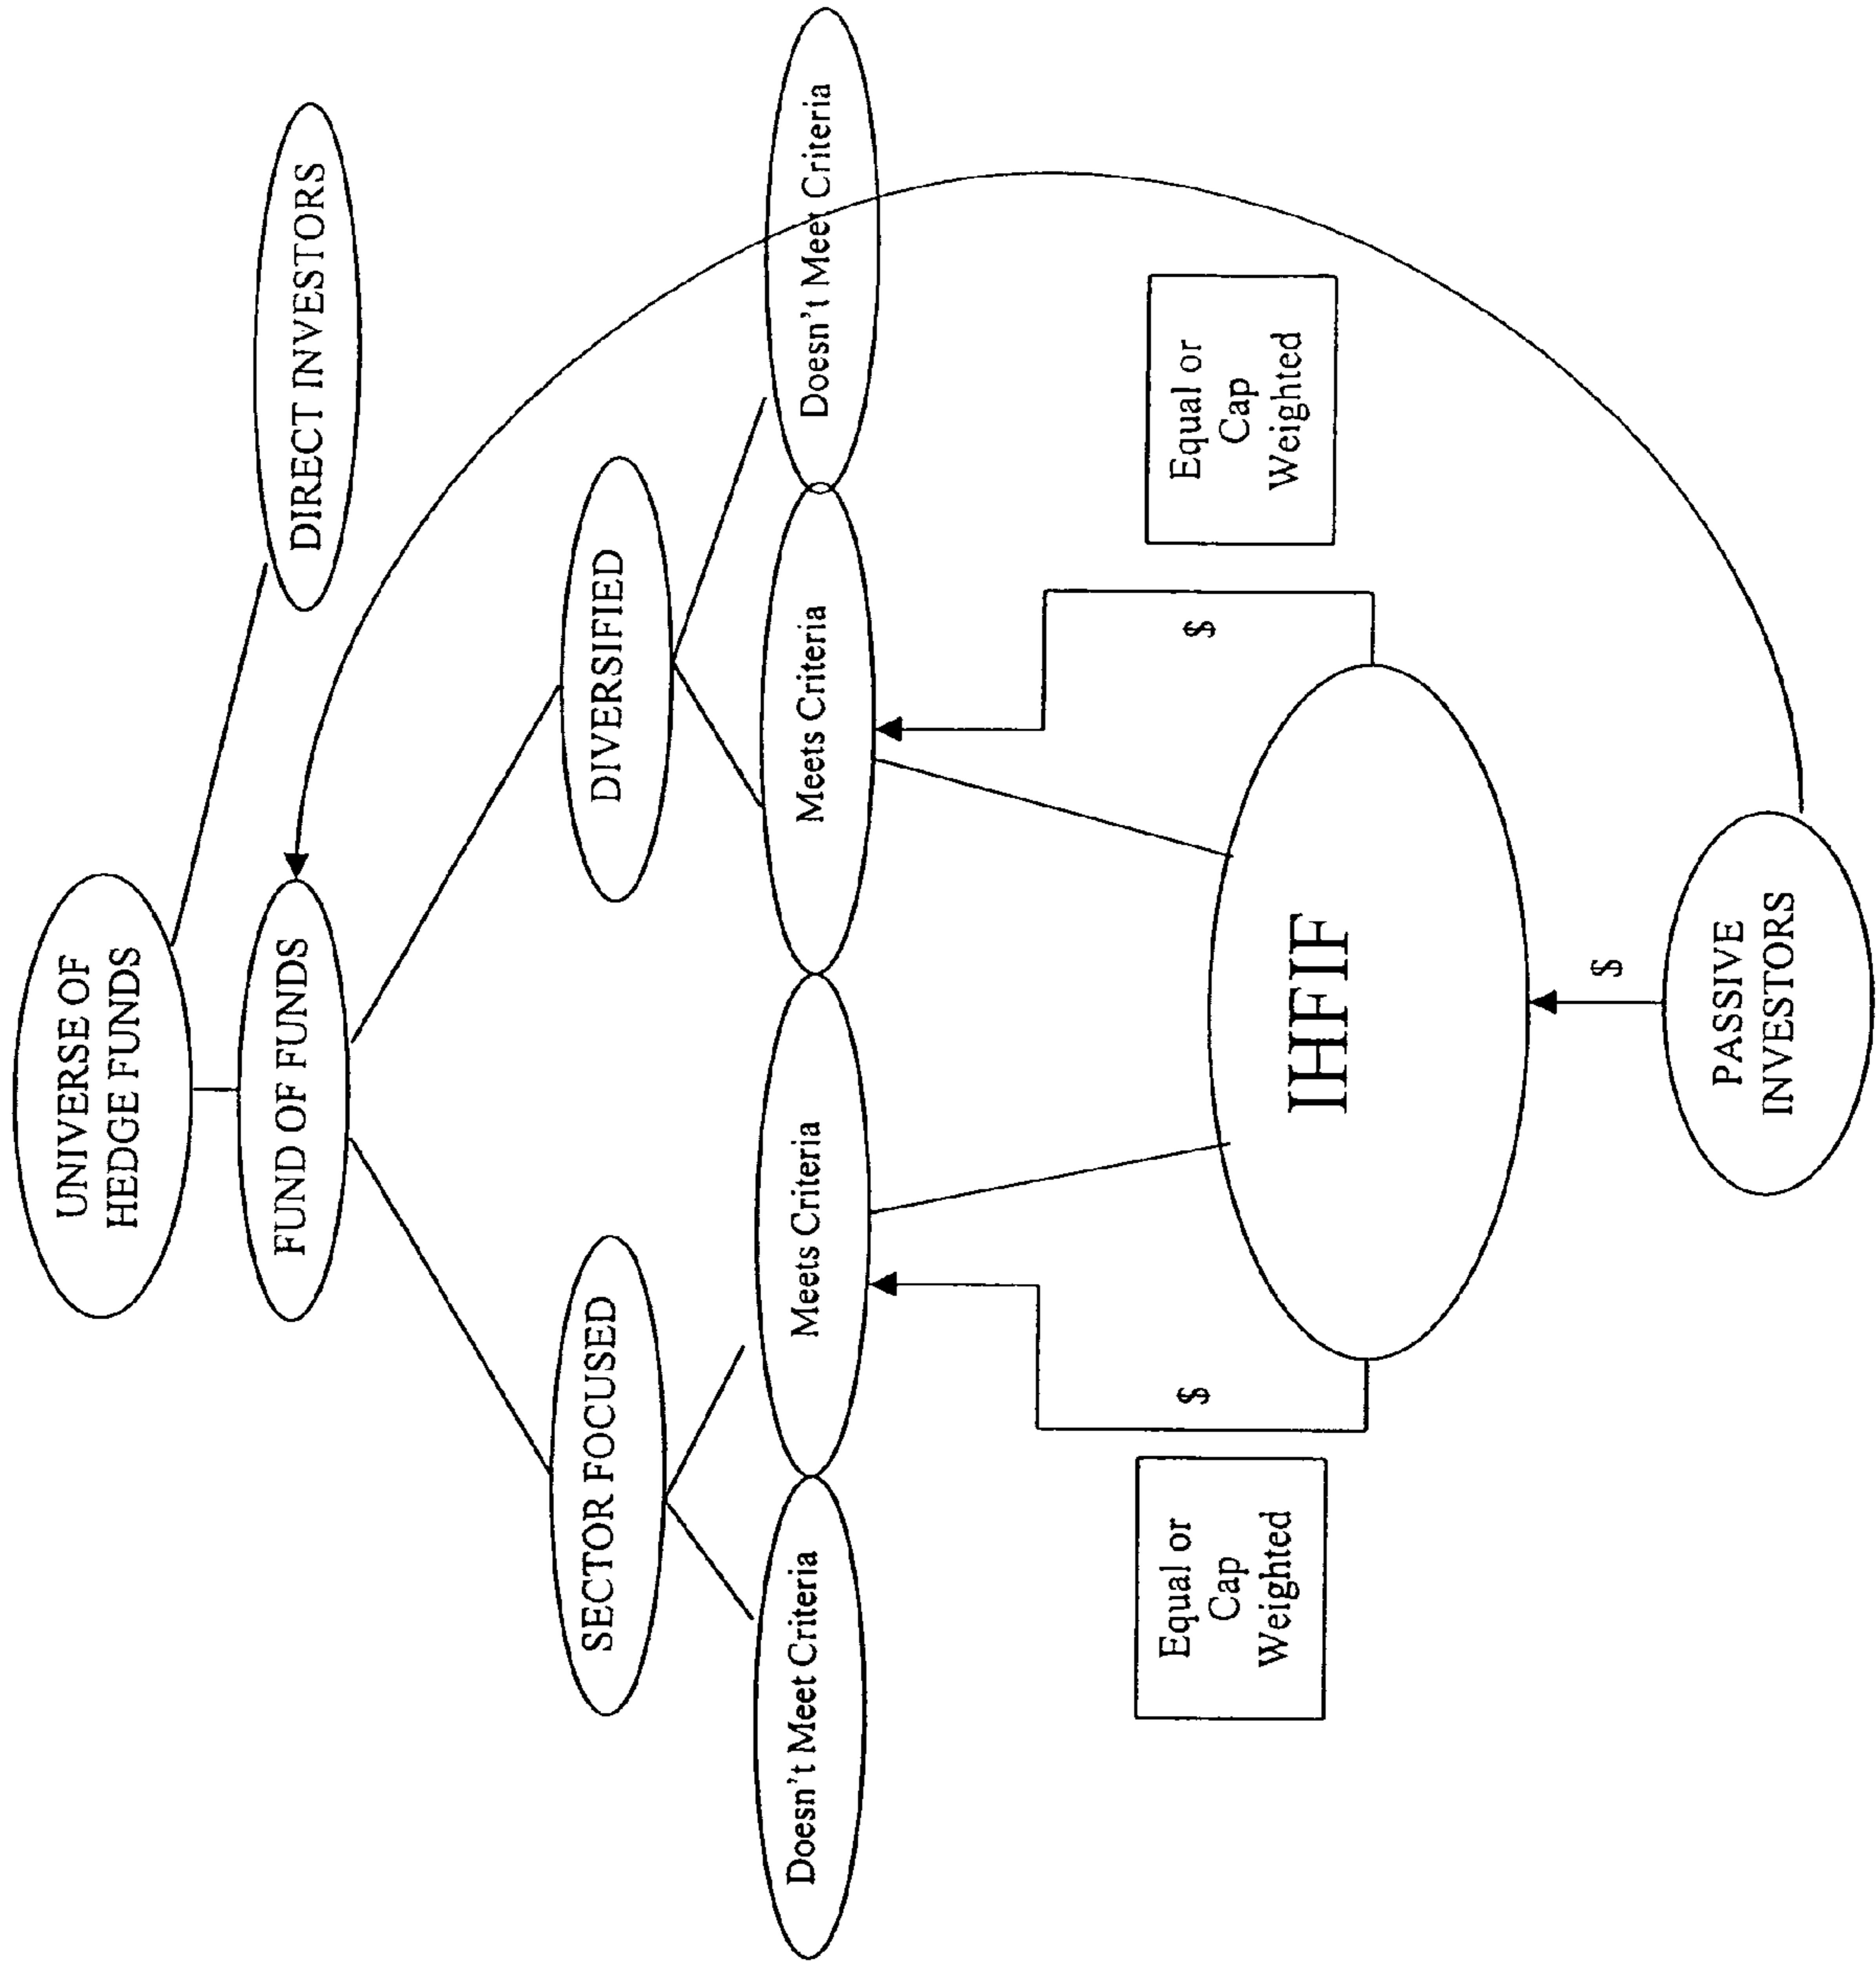 UNIVERSE OF
HEDGE FUNDS
DIRECT INVESTORS
FUND OF FUNDS
SECTOR FOCUSED
DIVERSIFIED
Doesn't Meet Criteria
Meets Criteria
Meets Criteria
Doesn't Meet Criteria
Equal or
Cap
Weighted
$
$
Equal or
Cap
Weighted
IHFIF
$
PASSIVE
INVESTORS